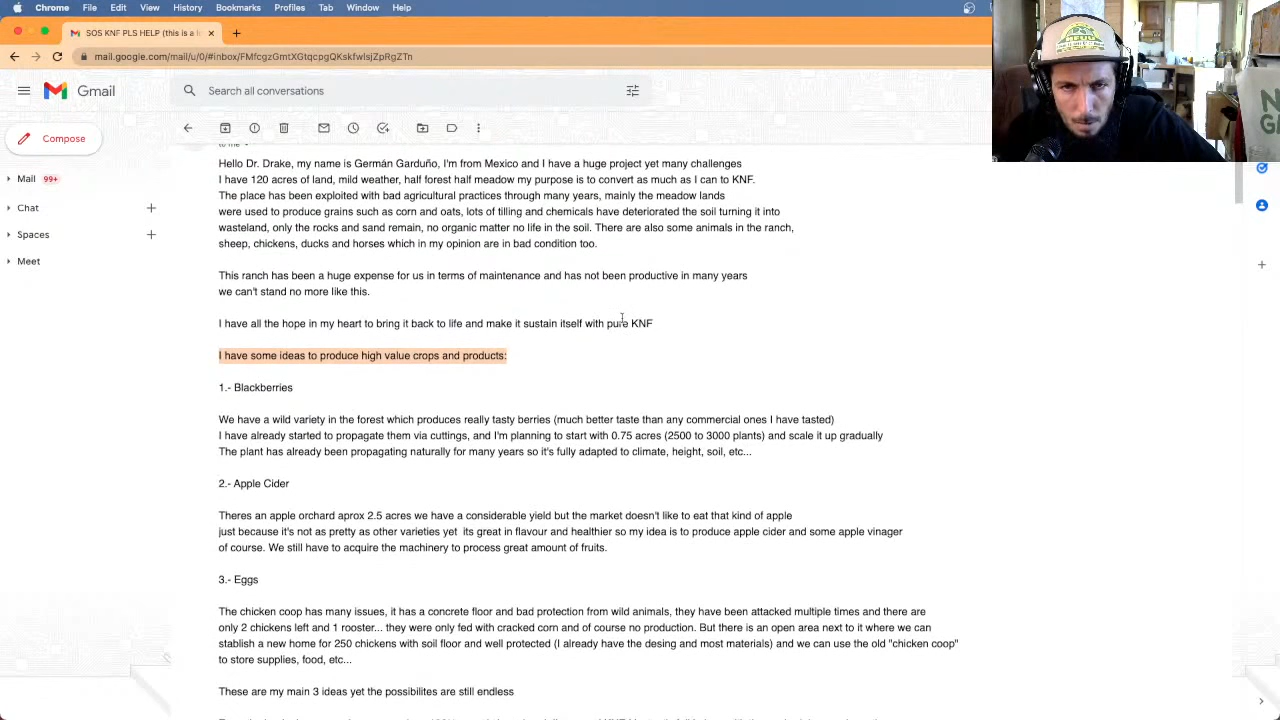 Chrome File Edit View History Bookmarks Profiles Tab Window Help
SOS KNF PLS HELP (this is a l
mail.google.com/mail/u/0/#inbox/FMfcgzGmtXGtqcpgQKskfwlsjZpRgZTn
Gmail
Search all conversations
Compose
Mail 99+
Chat
Spaces
Meet
to me
Hello Dr. Drake, my name is Germán Garduño, I'm from Mexico and I have a huge project yet many challenges
I have 120 acres of land, mild weather, half forest half meadow my purpose is to convert as much as I can to KNF.
The place has been exploited with bad agricultural practices through many years, mainly the meadow lands
were used to produce grains such as corn and oats, lots of tilling and chemicals have deteriorated the soil turning it into
wasteland, only the rocks and sand remain, no organic matter no life in the soil. There are also some animals in the ranch,
sheep, chickens, ducks and horses which in my opinion are in bad condition too.
This ranch has been a huge expense for us in terms of maintenance and has not been productive in many years
we can't stand no more like this.
I have all the hope in my heart to bring it back to life and make it sustain itself with pure KNF
I have some ideas to produce high value crops and products:
1.- Blackberries
We have a wild variety in the forest which produces really tasty berries (much better taste than any commercial ones I have tasted)
I have already started to propagate them via cuttings, and I'm planning to start with 0.75 acres (2500 to 3000 plants) and scale it up gradually
The plant has already been propagating naturally for many years so it's fully adapted to climate, height, soil, etc...
2.- Apple Cider
Theres an apple orchard aprox 2.5 acres we have a considerable yield but the market doesn't like to eat that kind of apple
just because it's not as pretty as other varieties yet its great in flavour and healthier so my idea is to produce apple cider and some apple vinager
of course. We still have to acquire the machinery to process great amount of fruits.
3.- Eggs
The chicken coop has many issues, it has a concrete floor and bad protection from wild animals, they have been attacked multiple times and there are
only 2 chickens left and 1 rooster... they were only fed with cracked corn and of course no production. But there is an open area next to it where we can
stablish a new home for 250 chickens with soil floor and well protected (I already have the desing and most materials) and we can use the old "chicken coop"
to store supplies, food, etc...
These are my main 3 ideas yet the possibilites are still endless